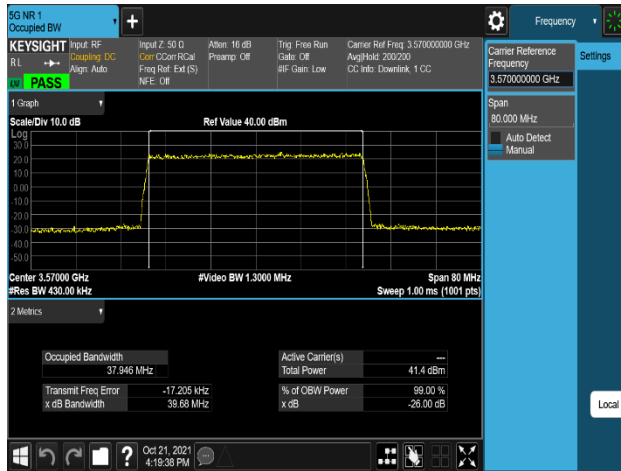 5G NR 1
Occupied BW
+
Frequency
KEYSIGHT
Input: RF
Input Z: 50 Ω
Atten: 16 dB
Trig: Free Run
Carrier Ref Freq: 3.570000000 GHz
RL
Coupling: DC
Corr CCorr RCal
Preamp: Off
Gate: Off
Avg|Hold: 200/200
Align: Auto
Freq Ref: Ext (S)
#IF Gain: Low
CC Info: Downlink, 1 CC
PASS
NFE: Off
Carrier Reference
Frequency
3.570000000 GHz
Settings
Span
80.000 MHz
Auto Detect
Manual
1 Graph
Scale/Div 10.0 dB
Ref Value 40.00 dBm
Log
30.0
20.0
10.0
0.00
-10.0
-20.0
-30.0
-40.0
-50.0
Center 3.57000 GHz
#Video BW 1.3000 MHz
Span 80 MHz
#Res BW 430.00 kHz
Sweep 1.00 ms (1001 pts)
2 Metrics
Occupied Bandwidth
37.946 MHz
Active Carrier(s)
---
Total Power
41.4 dBm
Transmit Freq Error
-17.205 kHz
% of OBW Power
99.00 %
x dB Bandwidth
39.68 MHz
x dB
-26.00 dB
Local
?
Oct 21, 2021
4:19:38 PM